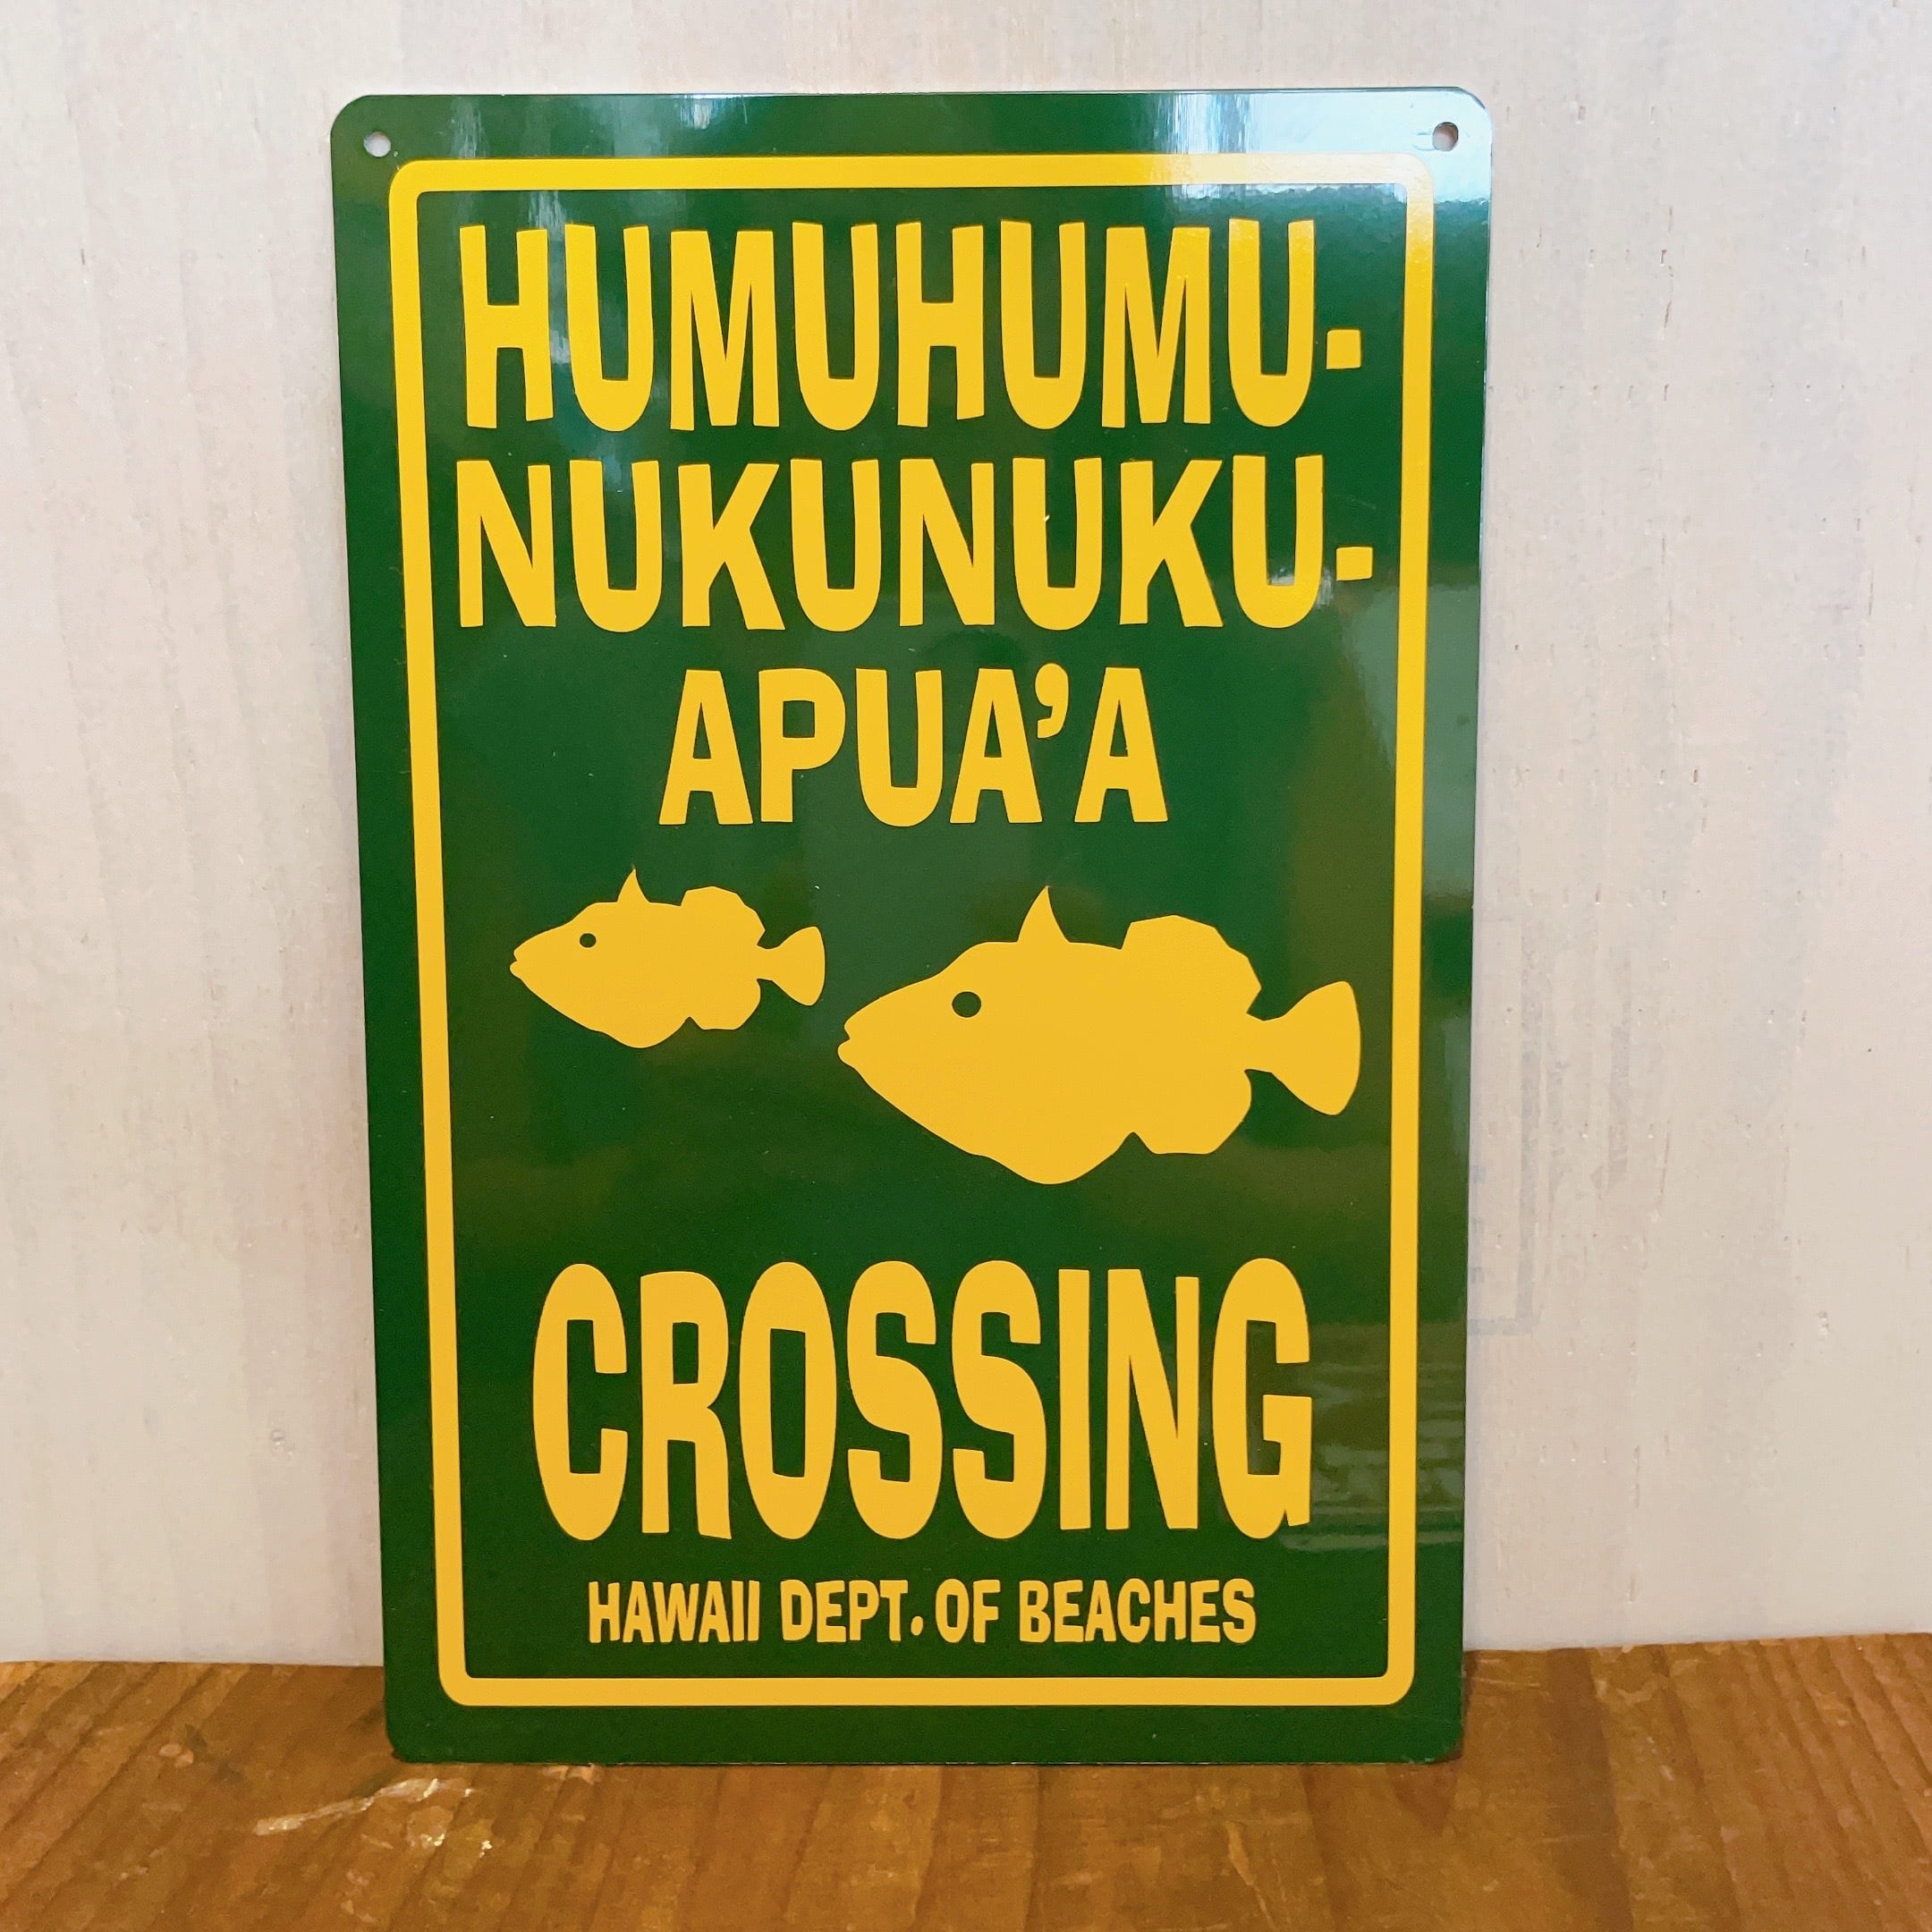 HUMUHUMU-
NUKUNUKU-
APUA’A
CROSSING
HAWAII DEPT. OF BEACHES